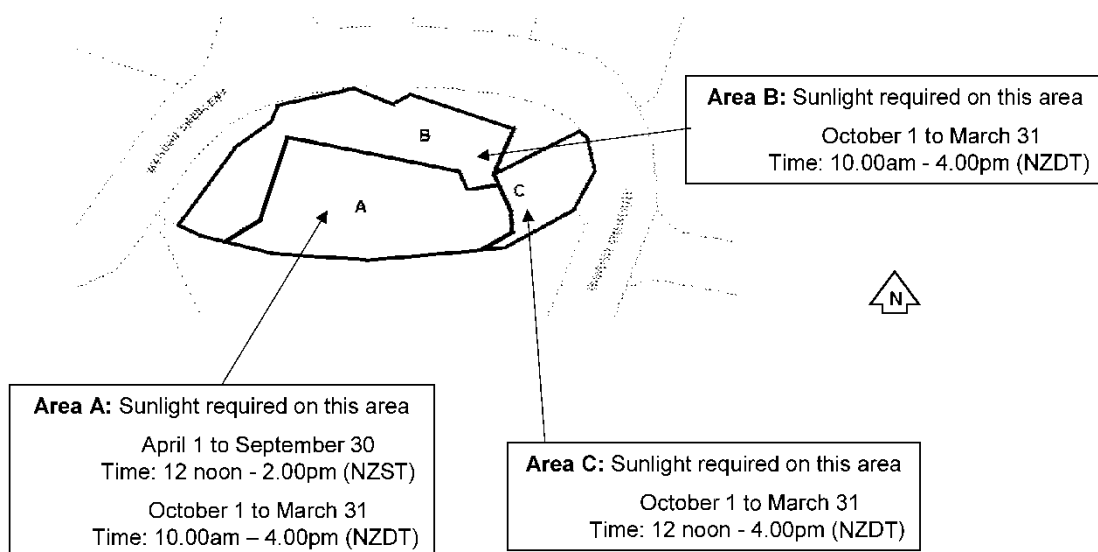 Area B: Sunlight required on this area
October 1 to March 31
Time: 10.00am - 4.00pm (NZDT)
B
C
A
N
Area A: Sunlight required on this area
April 1 to September 30
Time: 12 noon - 2.00pm (NZST)
October 1 to March 31
Time: 10.00am – 4.00pm (NZDT)
Area C: Sunlight required on this area
October 1 to March 31
Time: 12 noon - 4.00pm (NZDT)